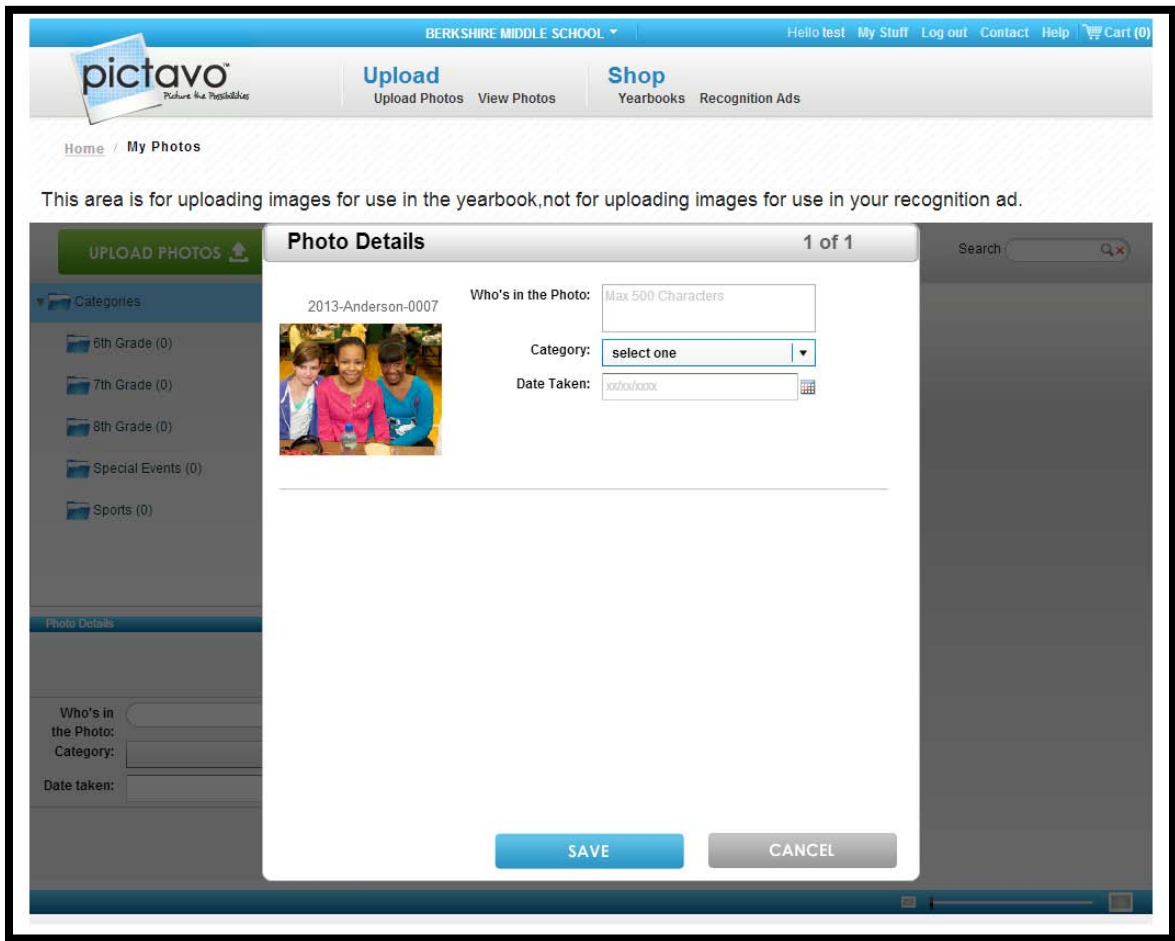 BERKSHIRE MIDDLE SCHOOL
Hello test My Stuff Log out Contact Help Cart (0)
pictavo™
Picture the Possibilities
Upload
Upload Photos View Photos
Shop
Yearbooks Recognition Ads
Home / My Photos
This area is for uploading images for use in the yearbook,not for uploading images for use in your recognition ad.
UPLOAD PHOTOS
Search
Categories
6th Grade (0)
7th Grade (0)
8th Grade (0)
Special Events (0)
Sports (0)
Photo Details
Who's in
the Photo:
Category:
Date taken:
Photo Details 1 of 1
2013-Anderson-0007
Who's in the Photo: Max 500 Characters
Category: select one
Date Taken: xx/xx/xxxx
SAVE CANCEL